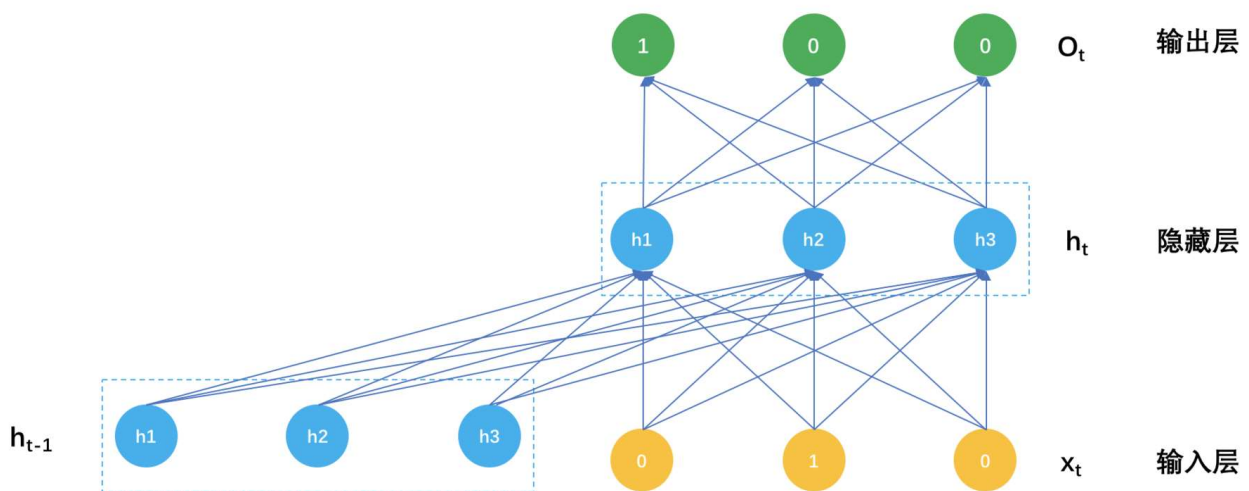 1 0 0 Oₜ 输出层
h1 h2 h3 hₜ 隐藏层
hₜ₋₁ h1 h2 h3
0 1 0 xₜ 输入层